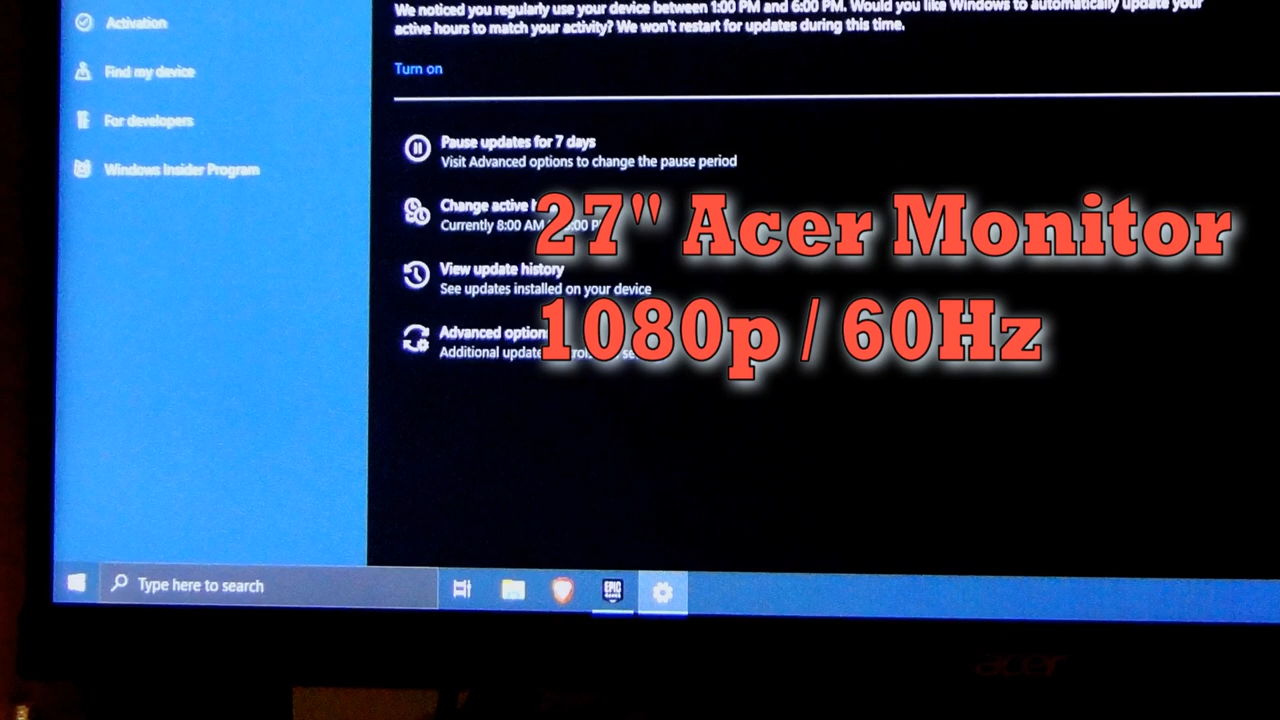 We noticed you regularly use your device between 1:00 PM and 6:00 PM. Would you like Windows to automatically update your
active hours to match your activity? We won't restart for updates during this time.
Turn on
Activation
Find my device
For developers
Windows Insider Program
Pause updates for 7 days
Visit Advanced options to change the pause period
Change active
Currently 8:00 AM
View update history
See updates installed on your device
Advanced option
Additional update
27" Acer Monitor
1080p / 60Hz
Type here to search
EPIC
GAMES
acer